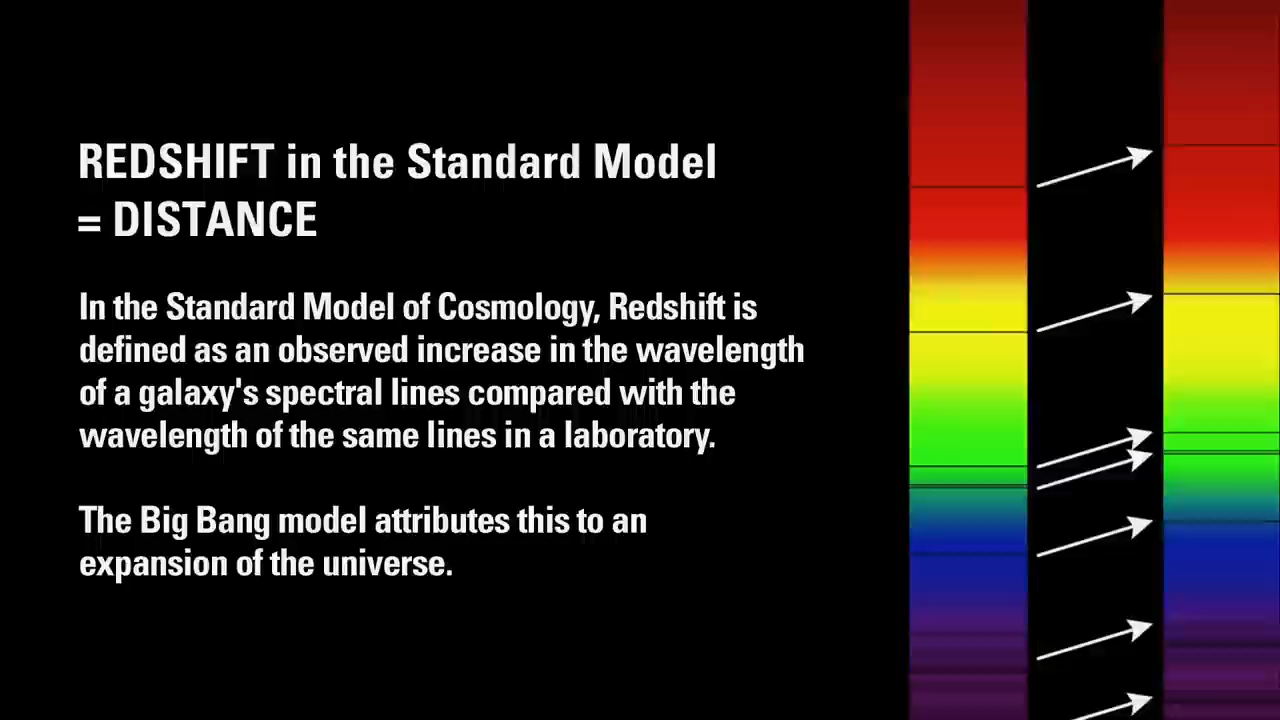 REDSHIFT in the Standard Model
= DISTANCE
In the Standard Model of Cosmology, Redshift is
defined as an observed increase in the wavelength
of a galaxy's spectral lines compared with the
wavelength of the same lines in a laboratory.
The Big Bang model attributes this to an
expansion of the universe.